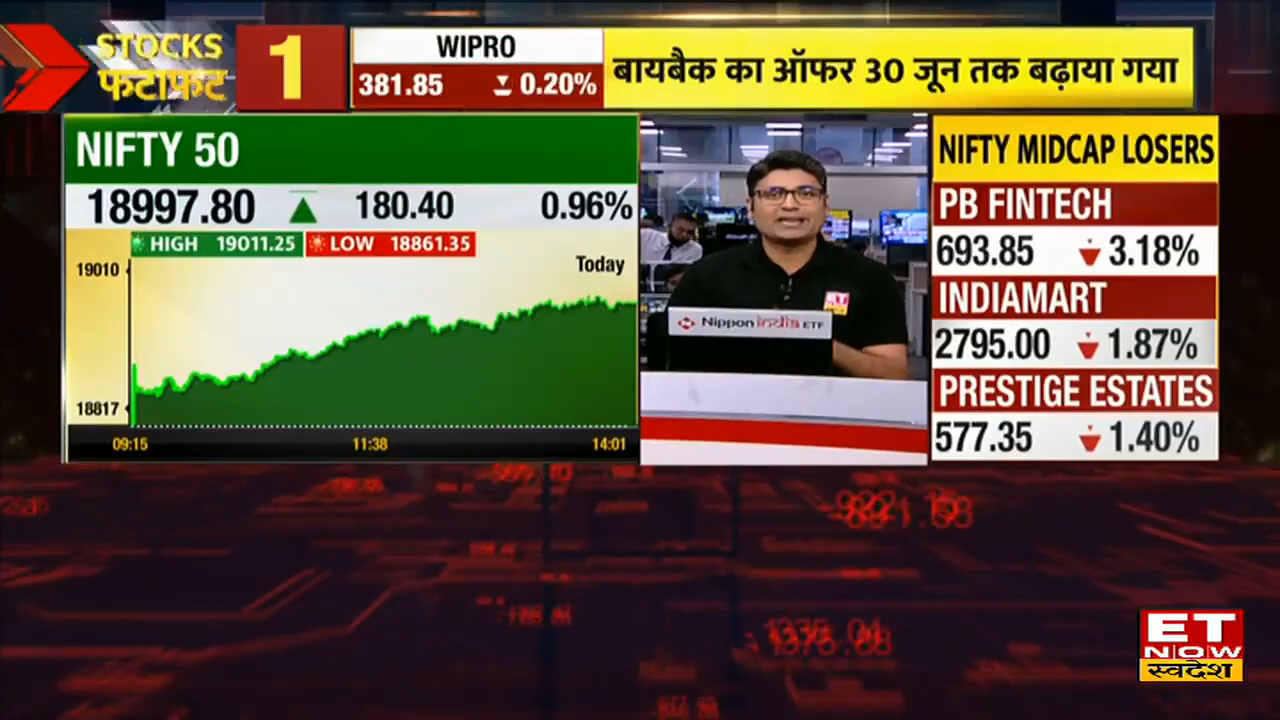 STOCKS
फटाफट
1
WIPRO
381.85 0.20%
बायबैक का ऑफर 30 जून तक बढ़ाया गया
NIFTY 50
18997.80 180.40 0.96%
HIGH 19011.25 LOW 18861.35
Today
19010
18817
09:15 11:38 14:01
ET
NOW
Nippon india ETF
NIFTY MIDCAP LOSERS
PB FINTECH
693.85 3.18%
INDIAMART
2795.00 1.87%
PRESTIGE ESTATES
577.35 1.40%
ET
NOW
स्वदेश